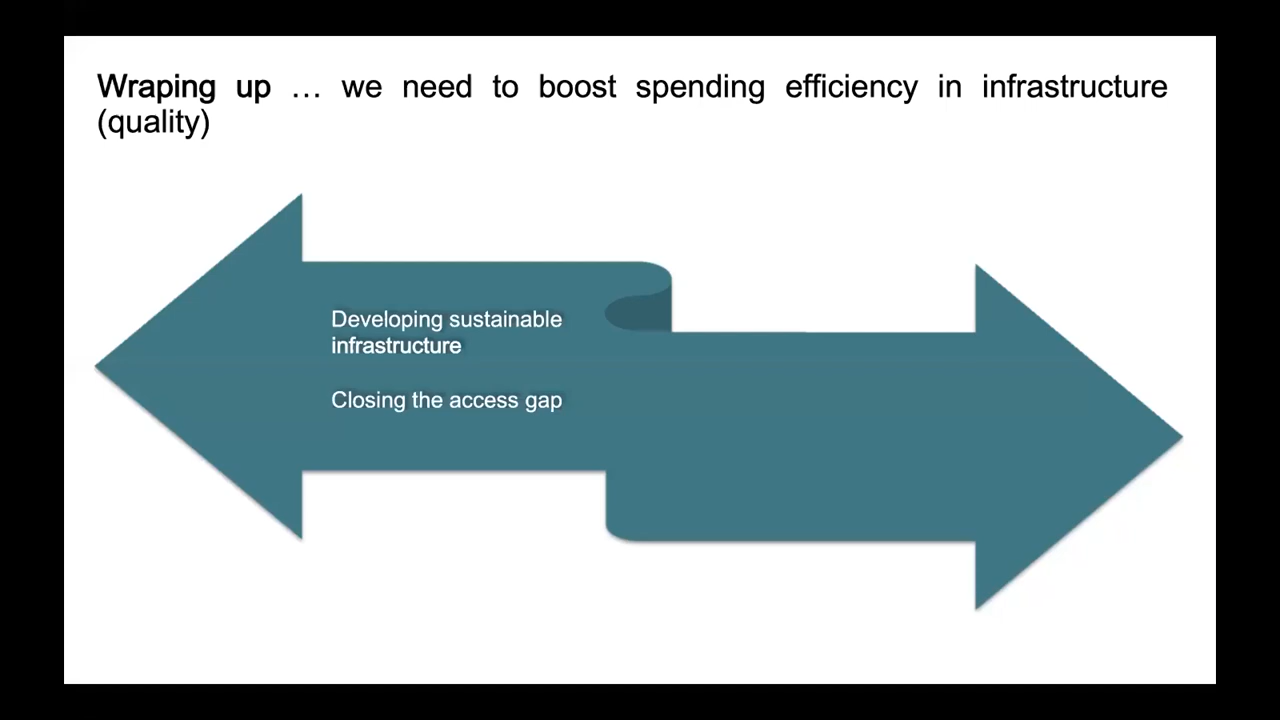 Wraping up … we need to boost spending efficiency in infrastructure
(quality)
Developing sustainable
infrastructure
Closing the access gap